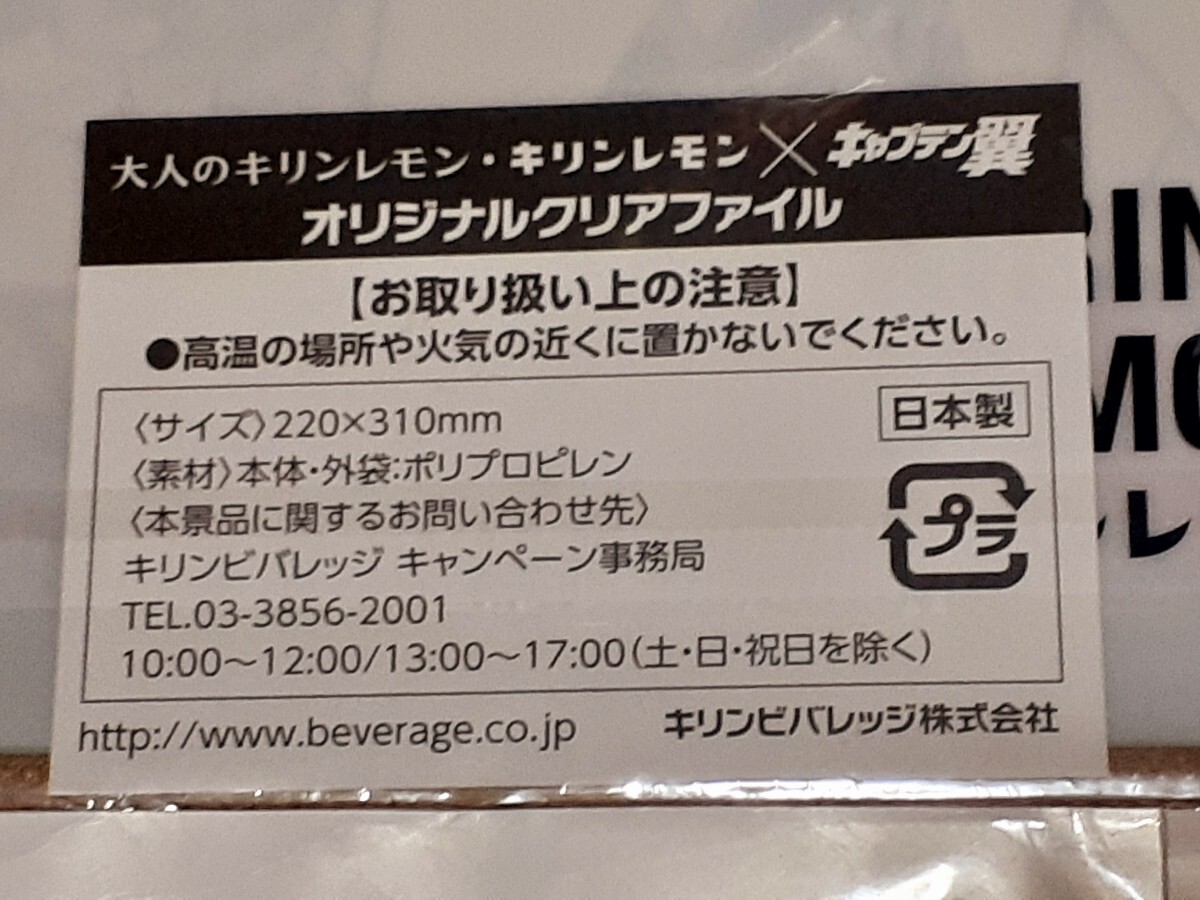 大人のキリンレモン・キリンレモン×キャプテン翼
オリジナルクリアファイル
【お取り扱い上の注意】
●高温の場所や火気の近くに置かないでください。
〈サイズ〉220×310mm
日本製
〈素材〉本体・外袋:ポリプロピレン
〈本景品に関するお問い合わせ先〉
プラ
キリンビバレッジ キャンペーン事務局
TEL.03-3856-2001
10:00〜12:00/13:00〜17:00(土・日・祝日を除く)
http://www.beverage.co.jp
キリンビバレッジ株式会社